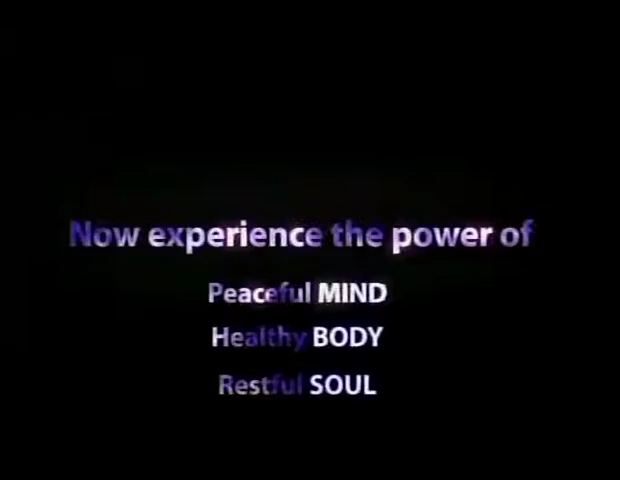 Now experience the power of
Peaceful MIND
Healthy BODY
Restful SOUL